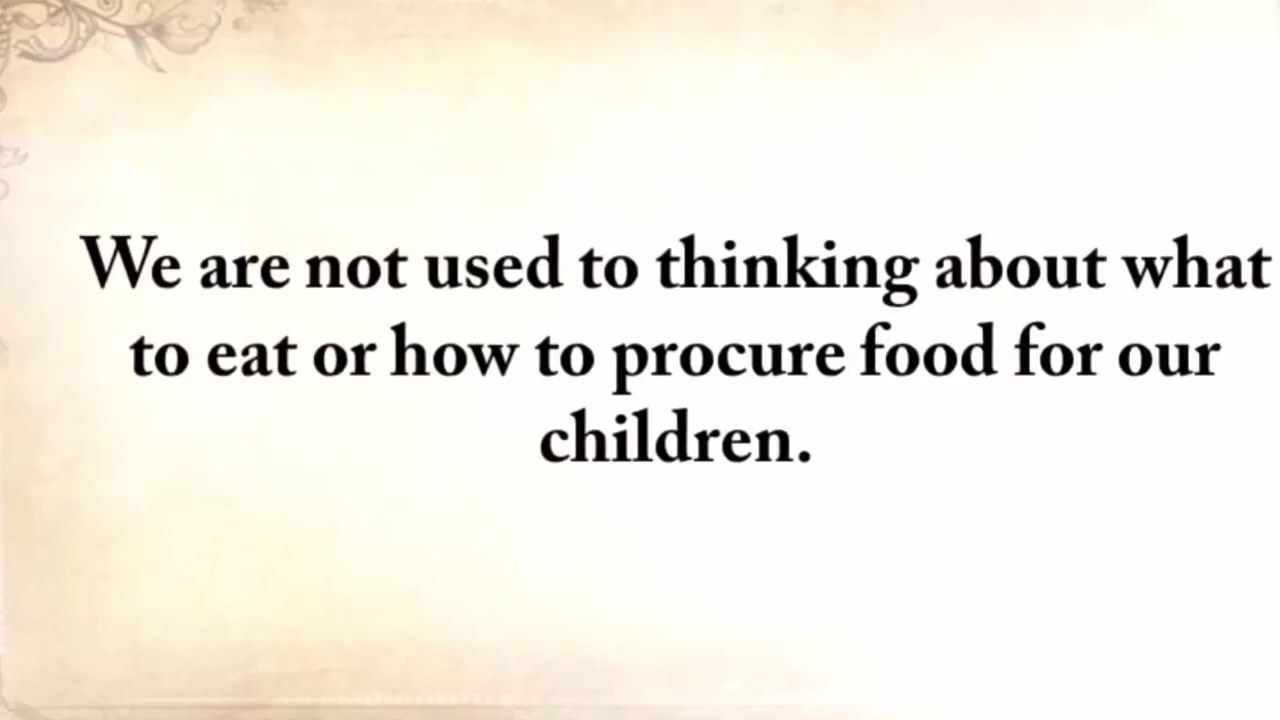 We are not used to thinking about what
to eat or how to procure food for our
children.